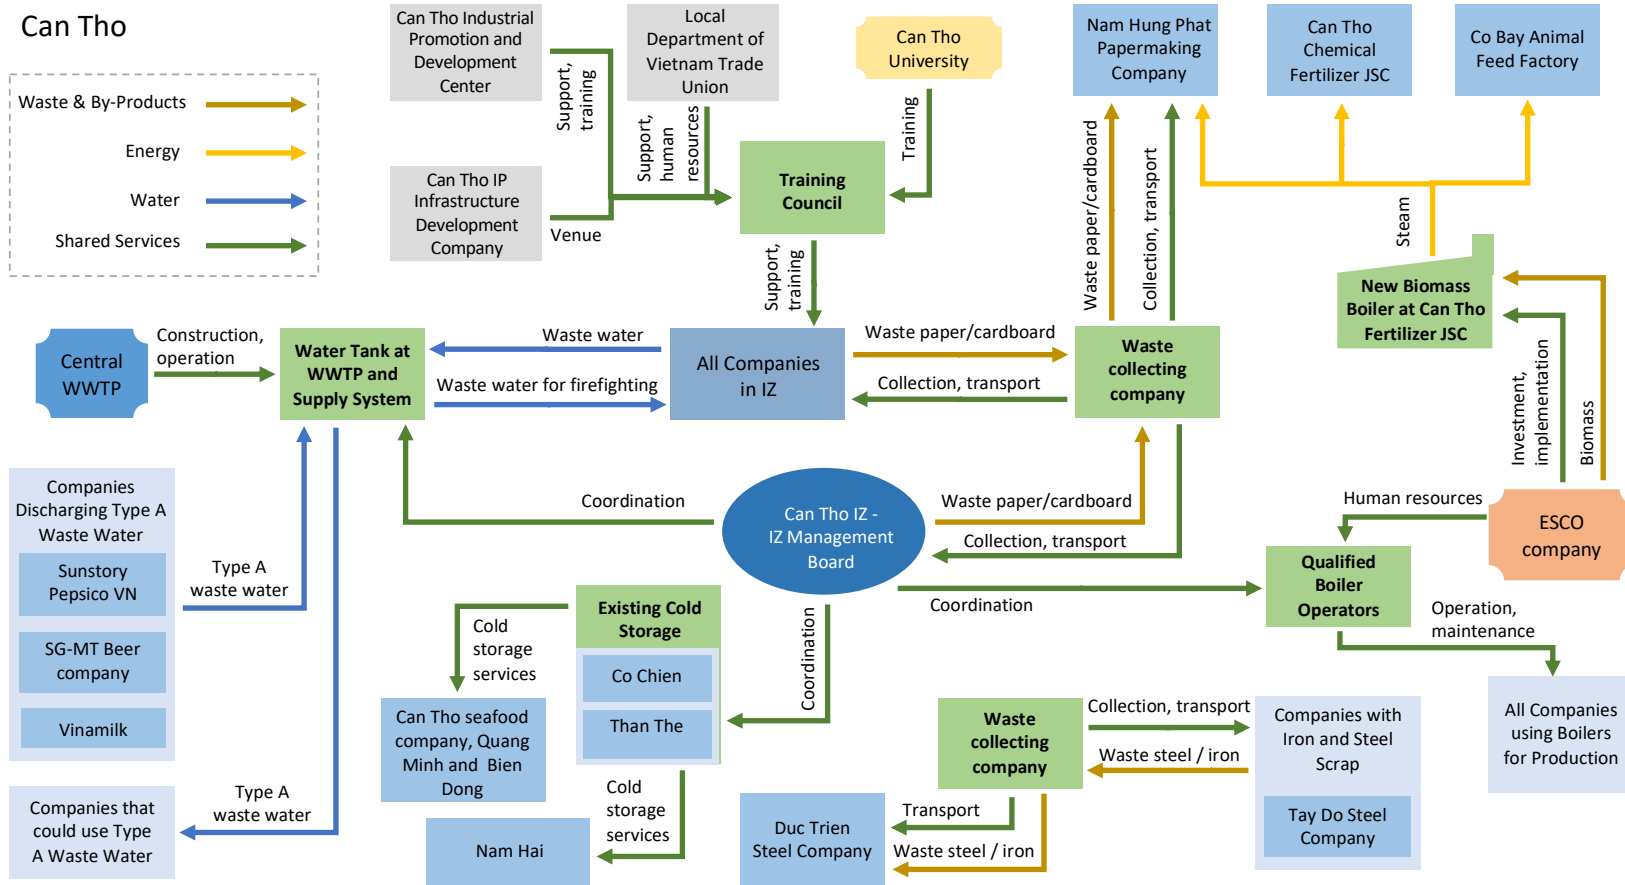 Can Tho
Waste & By-Products
Energy
Water
Shared Services
Can Tho Industrial
Promotion and
Development
Center
Support,
training
Local
Department of
Vietnam Trade
Union
Support,
human
resources
Can Tho
University
Training
Can Tho IP
Infrastructure
Development
Company
Venue
Training
Council
Support,
training
Nam Hung Phat
Papermaking
Company
Can Tho
Chemical
Fertilizer JSC
Co Bay Animal
Feed Factory
Waste paper/cardboard
Collection, transport
Steam
New Biomass
Boiler at Can Tho
Fertilizer JSC
Central
WWTP
Construction,
operation
Water Tank at
WWTP and
Supply System
Waste water
Waste water for firefighting
All Companies
in IZ
Waste paper/cardboard
Collection, transport
Waste
collecting
company
Investment,
implementation
Biomass
Companies
Discharging Type A
Waste Water
Sunstory
Pepsico VN
SG-MT Beer
company
Vinamilk
Type A
waste water
Coordination
Can Tho IZ -
IZ Management
Board
Waste paper/cardboard
Collection, transport
Coordination
Human resources
ESCO
company
Qualified
Boiler
Operators
Operation,
maintenance
All Companies
using Boilers
for Production
Cold
storage
services
Existing Cold
Storage
Co Chien
Than The
Coordination
Can Tho seafood
company, Quang
Minh and Bien
Dong
Cold
storage
services
Nam Hai
Type A
waste water
Companies that
could use Type
A Waste Water
Waste
collecting
company
Collection, transport
Waste steel / iron
Companies with
Iron and Steel
Scrap
Tay Do Steel
Company
Transport
Waste steel / iron
Duc Trien
Steel Company